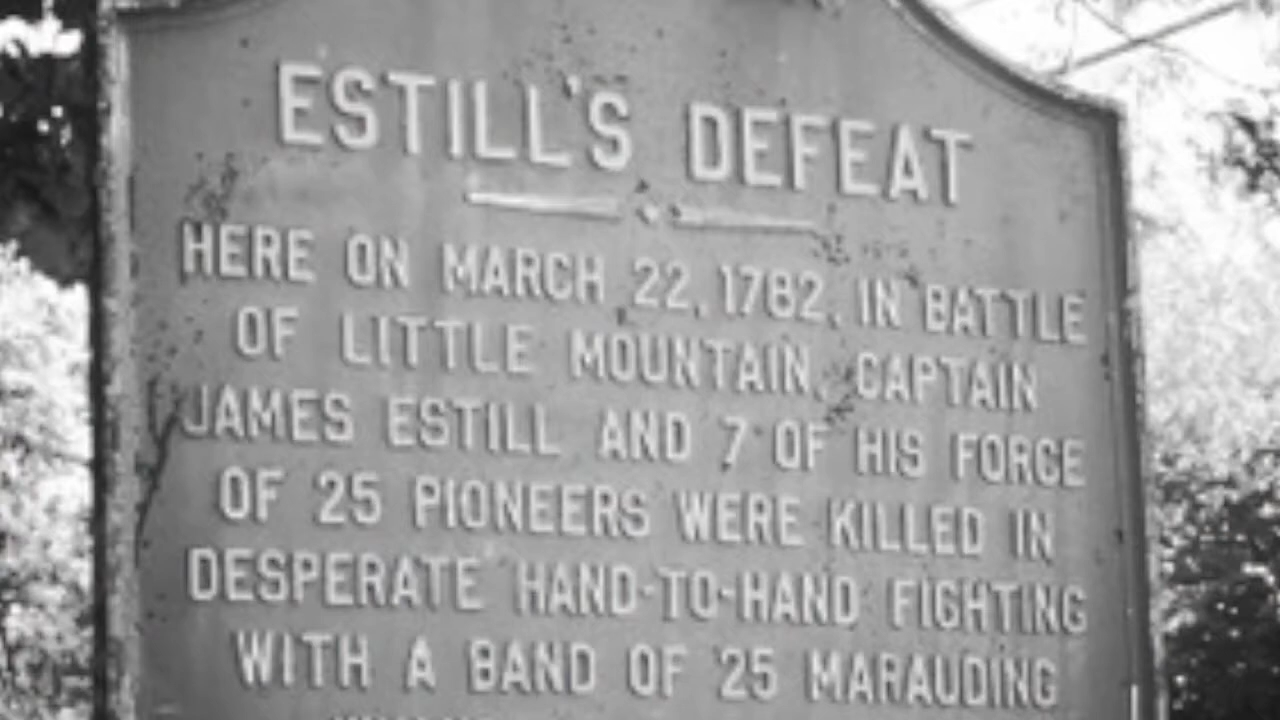 ESTILL'S DEFEAT
HERE ON MARCH 22, 1782, IN BATTLE
OF LITTLE MOUNTAIN, CAPTAIN
JAMES ESTILL AND 7 OF HIS FORCE
OF 25 PIONEERS WERE KILLED IN
DESPERATE HAND-TO-HAND FIGHTING
WITH A BAND OF 25 MARAUDING